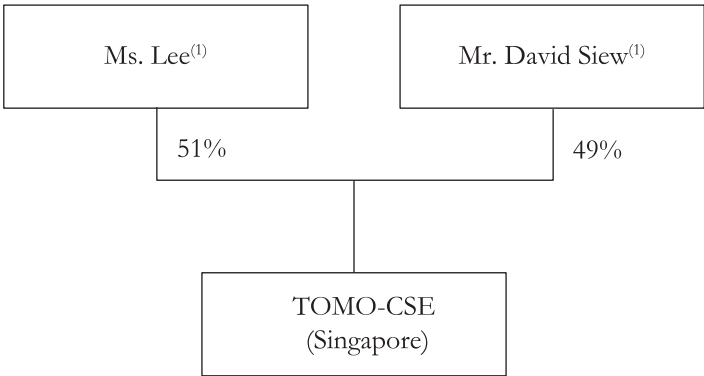 Ms. Lee(1)
Mr. David Siew(1)
51%
49%
TOMO-CSE
(Singapore)